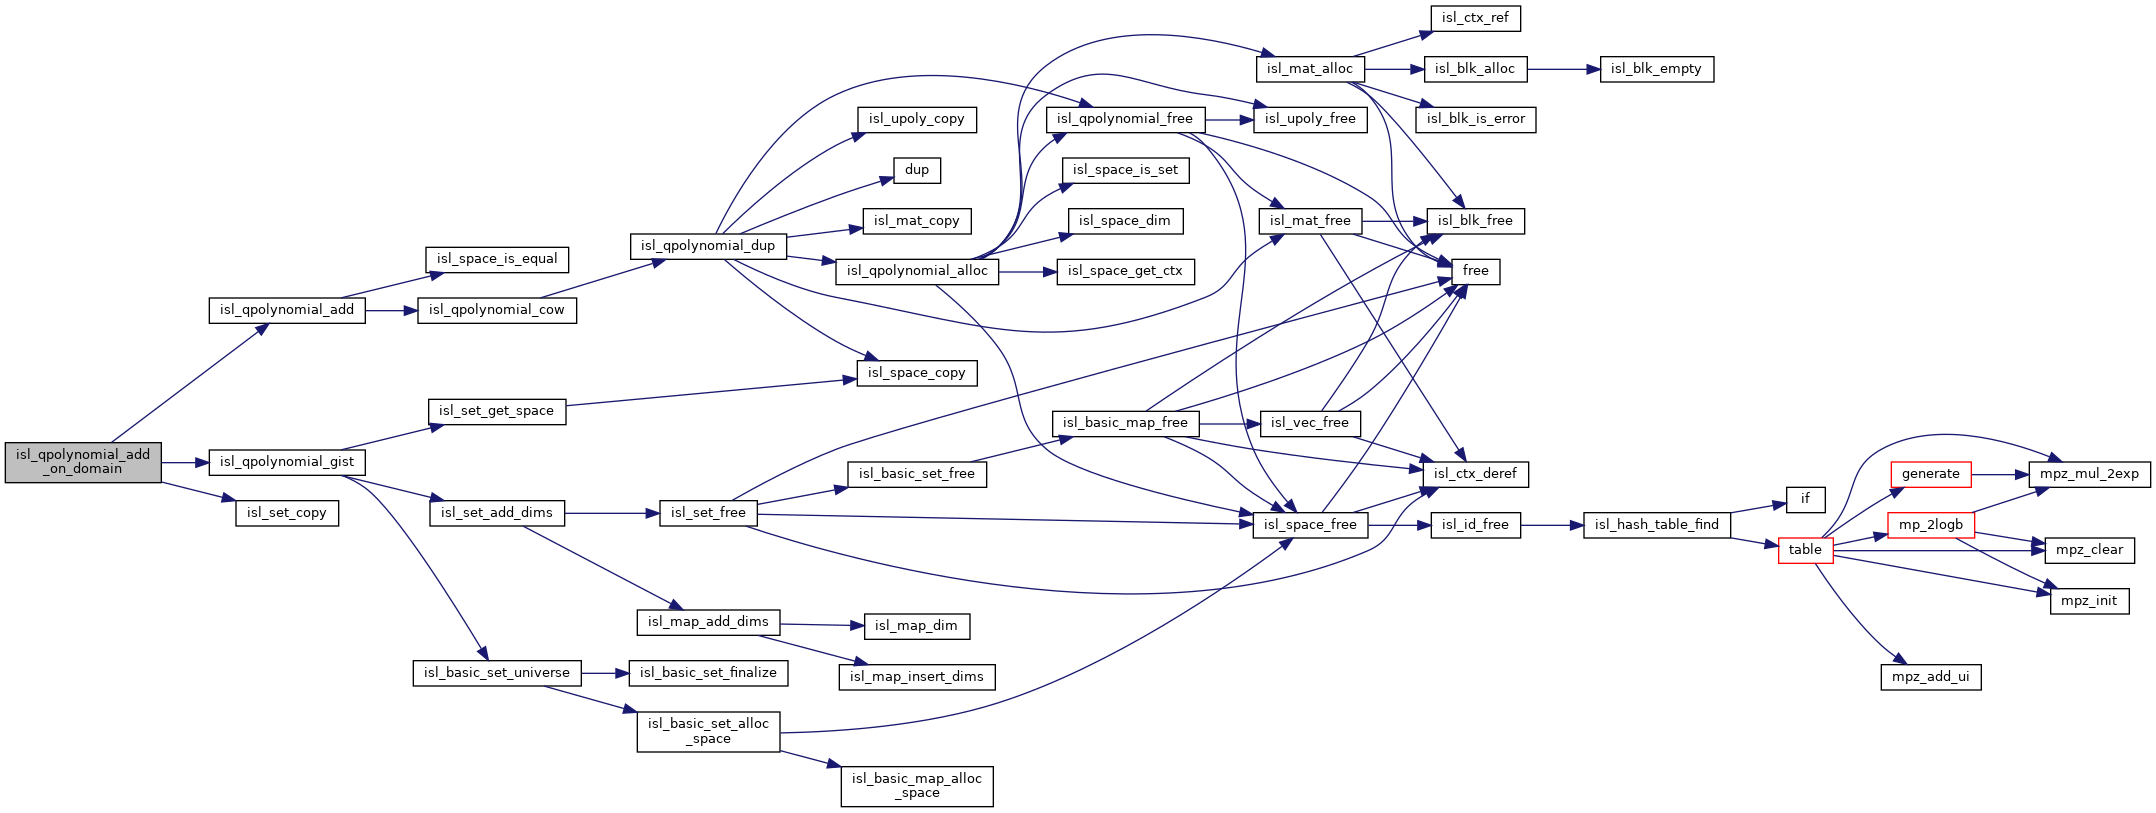 isl_qpolynomial_add
_on_domain
isl_qpolynomial_add
isl_qpolynomial_gist
isl_set_copy
isl_space_is_equal
isl_qpolynomial_cow
isl_set_get_space
isl_set_add_dims
isl_basic_set_universe
isl_qpolynomial_dup
isl_set_free
isl_map_add_dims
isl_basic_set_finalize
isl_basic_set_alloc
_space
isl_upoly_copy
dup
isl_mat_copy
isl_qpolynomial_alloc
isl_space_copy
isl_basic_set_free
isl_map_dim
isl_map_insert_dims
isl_basic_map_alloc
_space
isl_qpolynomial_free
isl_space_is_set
isl_space_dim
isl_space_get_ctx
isl_basic_map_free
isl_mat_alloc
isl_upoly_free
isl_mat_free
isl_vec_free
isl_space_free
isl_ctx_ref
isl_blk_alloc
isl_blk_is_error
isl_blk_free
free
isl_ctx_deref
isl_id_free
isl_blk_empty
isl_hash_table_find
if
table
generate
mp_2logb
mpz_add_ui
mpz_mul_2exp
mpz_clear
mpz_init